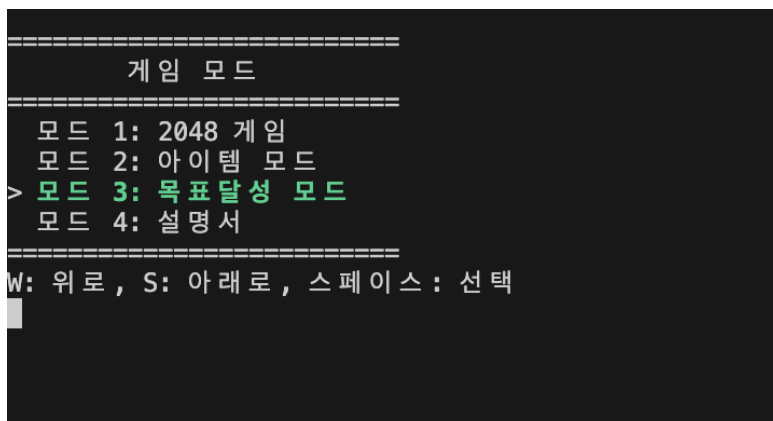 ==========================
게임 모드
==========================
모드 1: 2048 게임
모드 2: 아이템 모드
> 모드 3: 목표달성 모드
모드 4: 설명서
==========================
W: 위로, S: 아래로, 스페이스: 선택